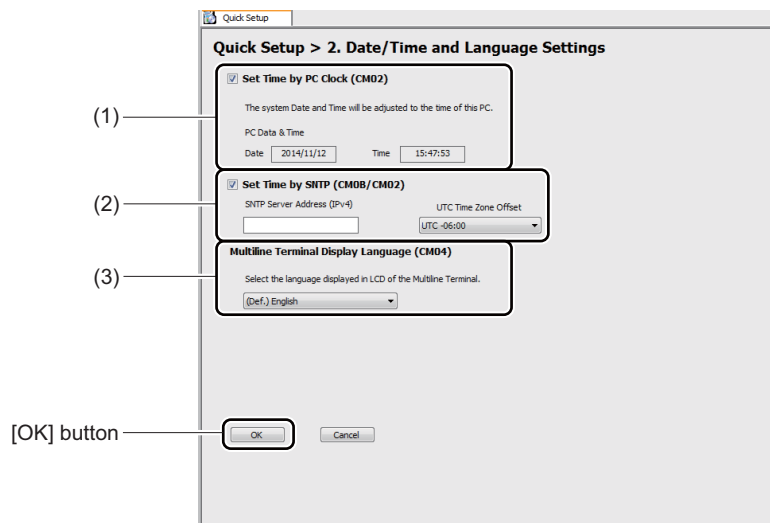 Quick Setup
Quick Setup > 2. Date/Time and Language Settings
(1)
Set Time by PC Clock (CM02)
The system Date and Time will be adjusted to the time of this PC.
PC Data & Time
Date 2014/11/12 Time 15:47:53
(2)
Set Time by SNTP (CM0B/CM02)
SNTP Server Address (IPv4) UTC Time Zone Offset
UTC -06:00
(3)
Multiline Terminal Display Language (CM04)
Select the language displayed in LCD of the Multiline Terminal.
(Def.) English
[OK] button
OK Cancel